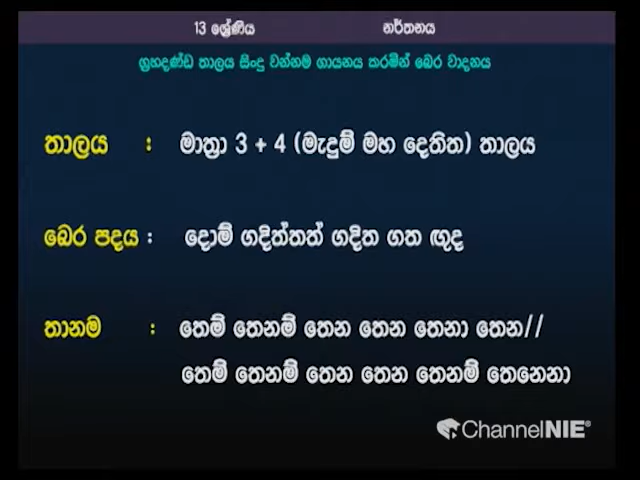 13 ශ්‍රේණිය නර්තනය
ග්‍රහදණ්ඩ තාලය සිංදු වන්නම ගායනය කරමින් බෙර වාදනය
තාලය : මාත්‍රා 3 + 4 (මැදුම් මහ දෙතිත) තාලය
බෙර පදය : දොම් ගදිත්තත් ගදිත ගත ඟුද
තානම : තෙම් තෙනම් තෙන තෙන තෙනා තෙන//
තෙම් තෙනම් තෙන තෙන තෙනම් තෙනෙනා
ChannelNIE®